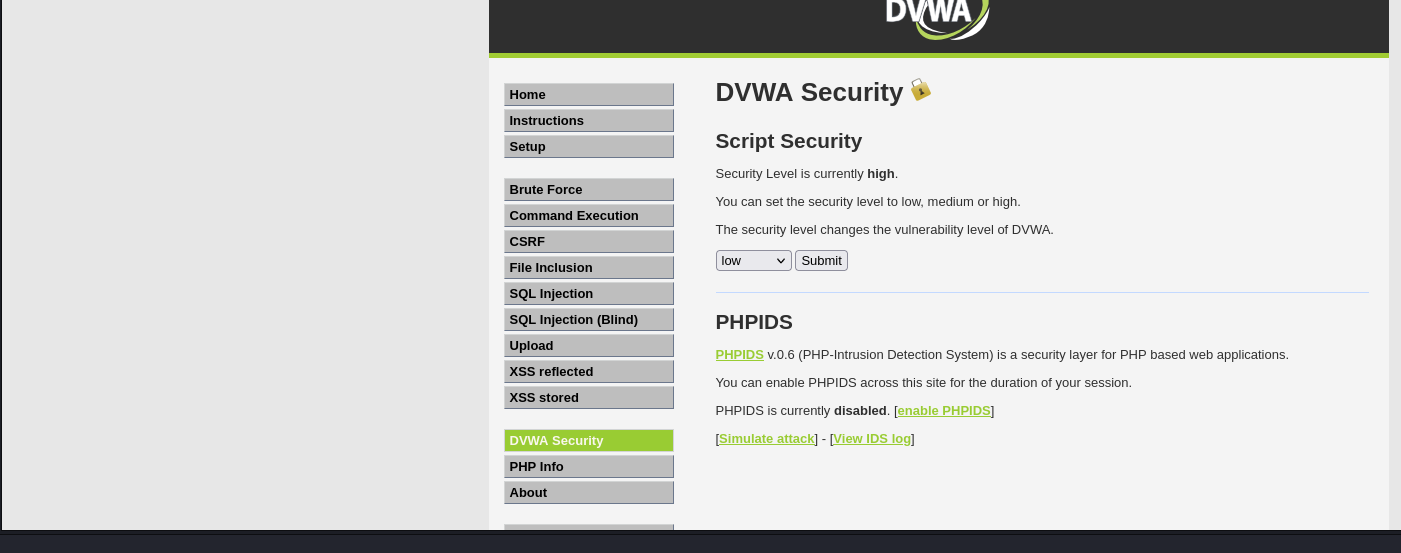 DVWA
Home
Instructions
Setup
Brute Force
Command Execution
CSRF
File Inclusion
SQL Injection
SQL Injection (Blind)
Upload
XSS reflected
XSS stored
DVWA Security
PHP Info
About
DVWA Security
Script Security
Security Level is currently high.
You can set the security level to low, medium or high.
The security level changes the vulnerability level of DVWA.
low Submit
PHPIDS
PHPIDS v.0.6 (PHP-Intrusion Detection System) is a security layer for PHP based web applications.
You can enable PHPIDS across this site for the duration of your session.
PHPIDS is currently disabled. [enable PHPIDS]
[Simulate attack] - [View IDS log]